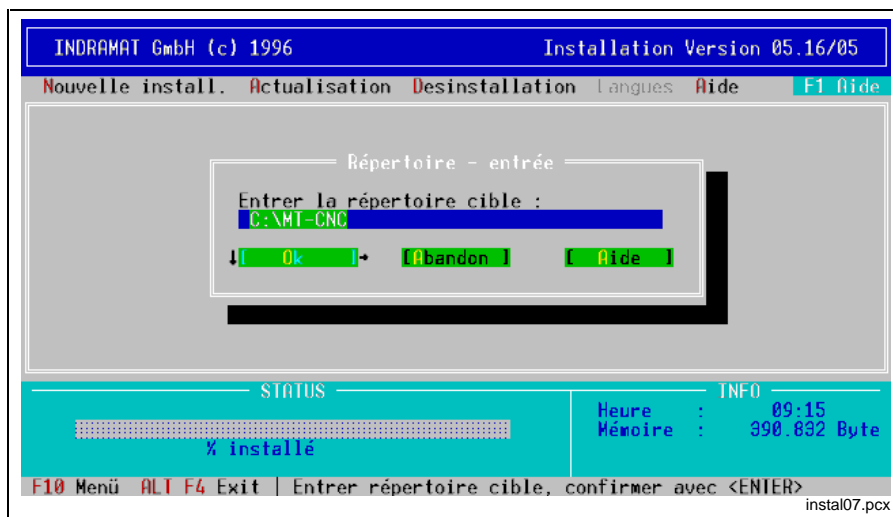 INDRAMAT GmbH (c) 1996 Installation Version 05.16/05
Nouvelle install. Actualisation Desinstallation Langues Aide F1 Aide
Répertoire - entrée
Entrer la répertoire cible :
C:\MT-CNC
↓[ Ok ]→ [Abandon ] [ Aide ]
STATUS INFO
Heure : 09:15
Mémoire : 390.832 Byte
% installé
F10 Menü ALT F4 Exit | Entrer répertoire cible, confirmer avec <ENTER>
instal07.pcx